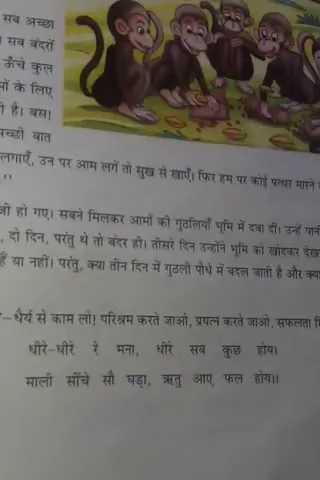 सब अच्छा
सब बंदरों
ऊँचे कुल
मों के लिए
है। बस!
अच्छी बात
लगाएँ, उन पर आम लगें तो सुख से खाएँ। फिर हम पर कोई पत्थर मारने
हो गए। सबने मिलकर आमों की गुठलियाँ भूमि में दबा दीं। उन्हें पानी
, दो दिन, परंतु थे तो बंदर ही। तीसरे दिन उन्होंने भूमि को खोदकर देखा
हैं या नहीं। परंतु, क्या तीन दिन में गुठली पौधे में बदल जाती है और क्या
–धैर्य से काम लो! परिश्रम करते जाओ, प्रयत्न करते जाओ, सफलता
धीरे-धीरे रे मना, धीरे सब कुछ होय।
माली सींचे सौ घड़ा, ऋतु आए फल होय।।